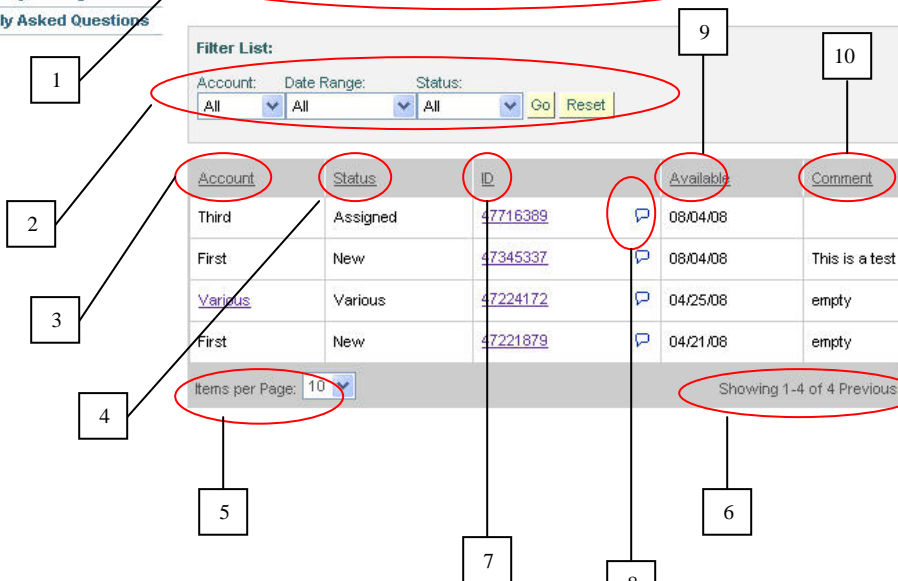 ly Asked Questions
9
Filter List:
1
10
Account: Date Range: Status:
All All All Go Reset
Account Status ID Available Comment
2
Third Assigned 47716389 08/04/08
First New 47345337 08/04/08 This is a test
3
Various Various 47224172 04/25/08 empty
First New 47221879 04/21/08 empty
Items per Page: 10 Showing 1-4 of 4 Previous
4
5
6
7
8